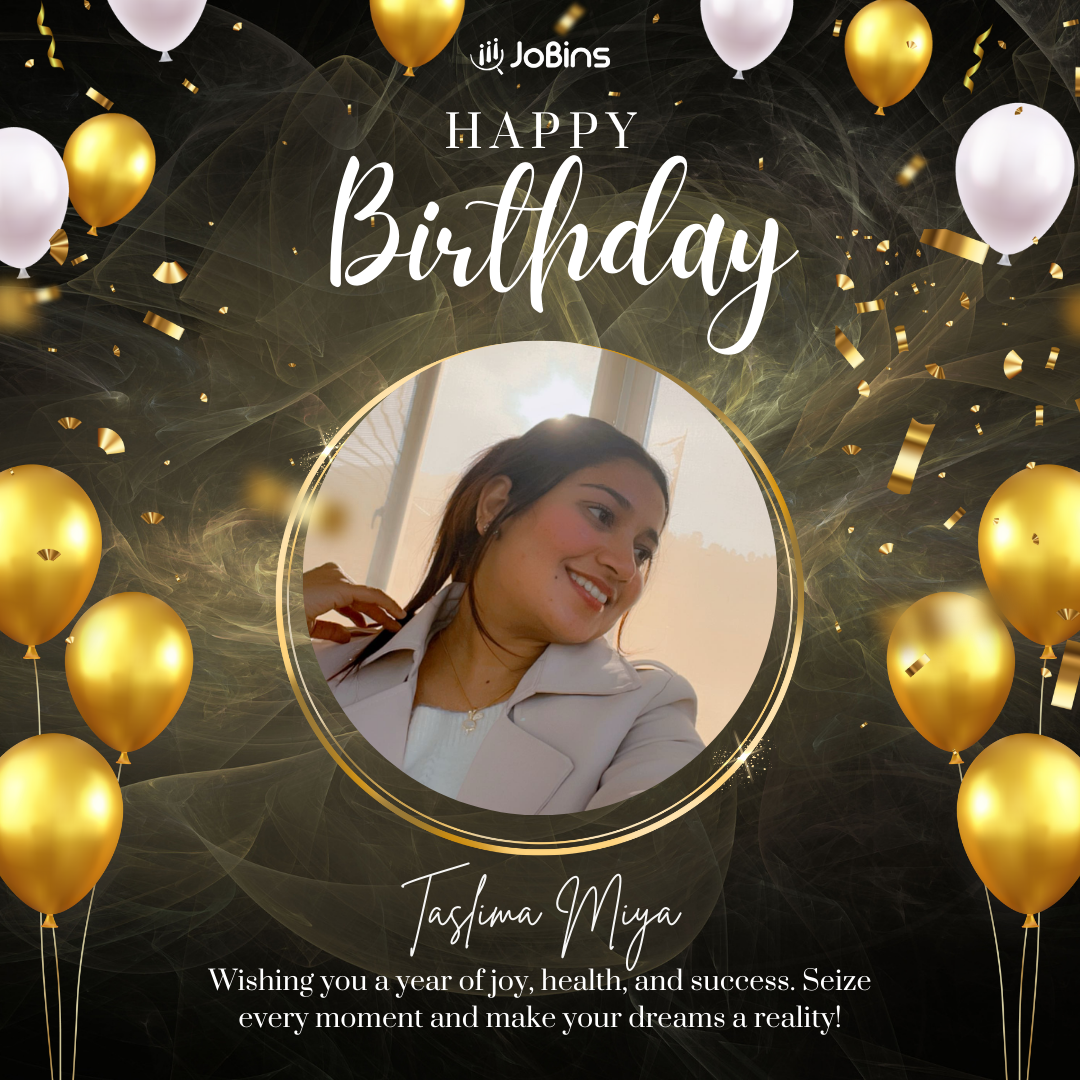 JoBins
HAPPY
Birthday
Taslima Miya
Wishing you a year of joy, health, and success. Seize
every moment and make your dreams a reality!